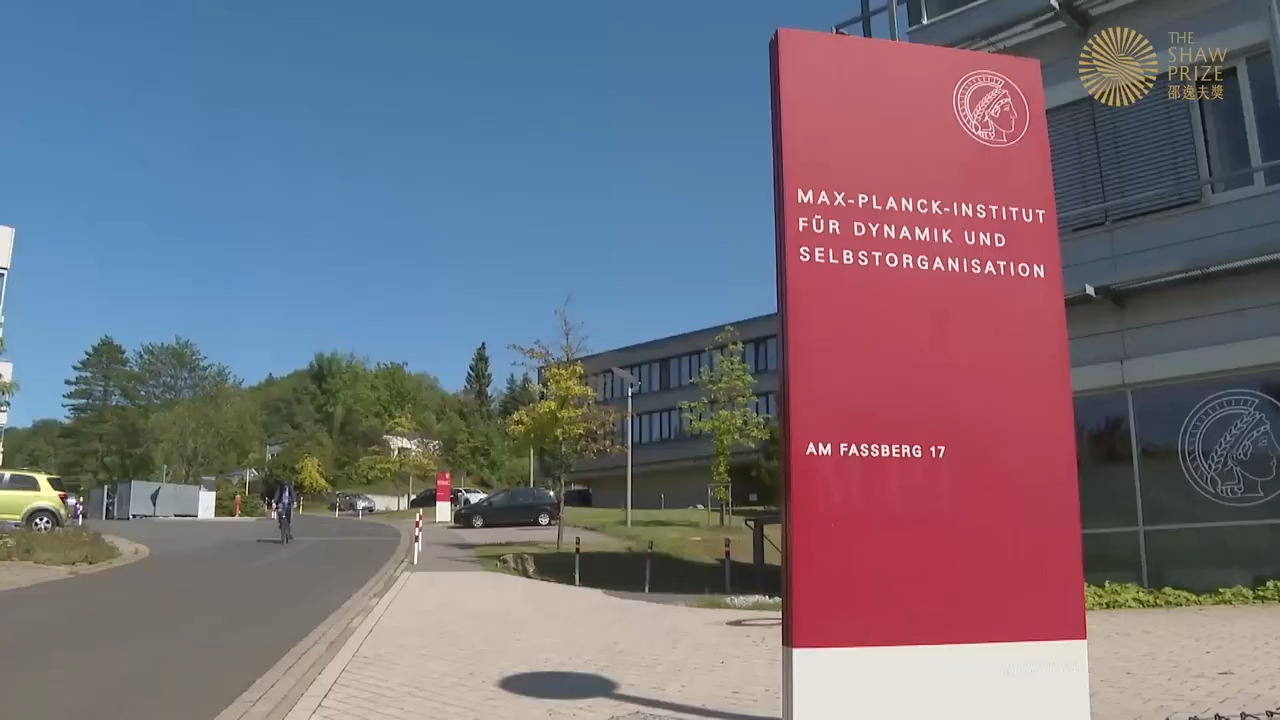 THE
SHAW
PRIZE
邵逸夫獎
MAX-PLANCK-INSTITUT
FÜR DYNAMIK UND
SELBSTORGANISATION
AM FASSBERG 17